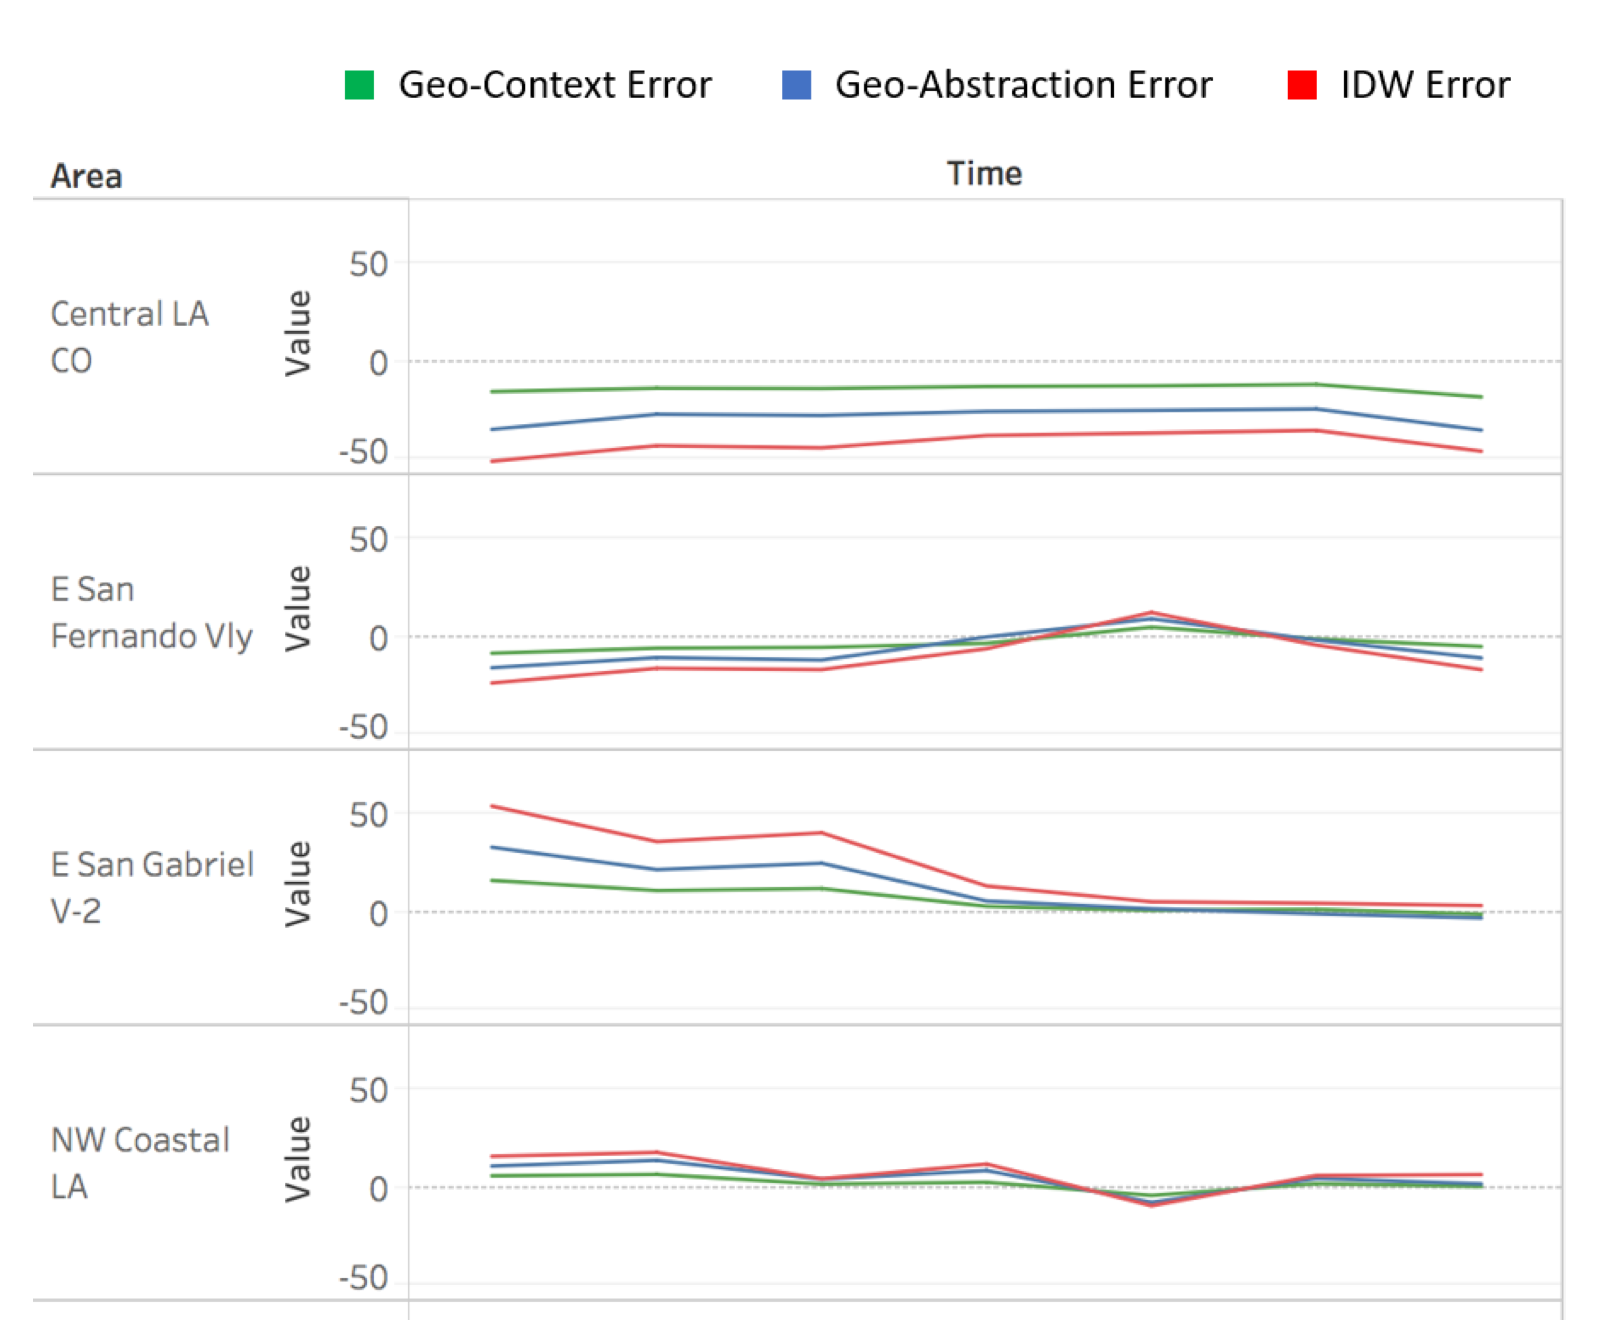 Geo-Context Error Geo-Abstraction Error IDW Error
Area Time
50
Central LA
CO
Value
0
-50
50
E San
Fernando Vly
Value
0
-50
50
E San Gabriel
V-2
Value
0
-50
50
NW Coastal
LA
Value
0
-50